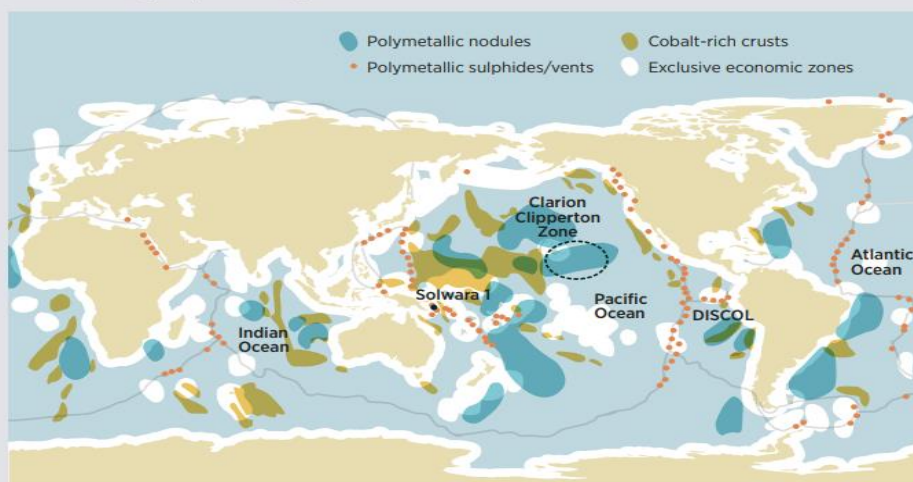 Polymetallic nodules
Cobalt-rich crusts
Polymetallic sulphides/vents
Exclusive economic zones
Clarion
Clipperton
Zone
Atlantic
Ocean
Solwara 1
Pacific
Ocean
DISCOL
Indian
Ocean